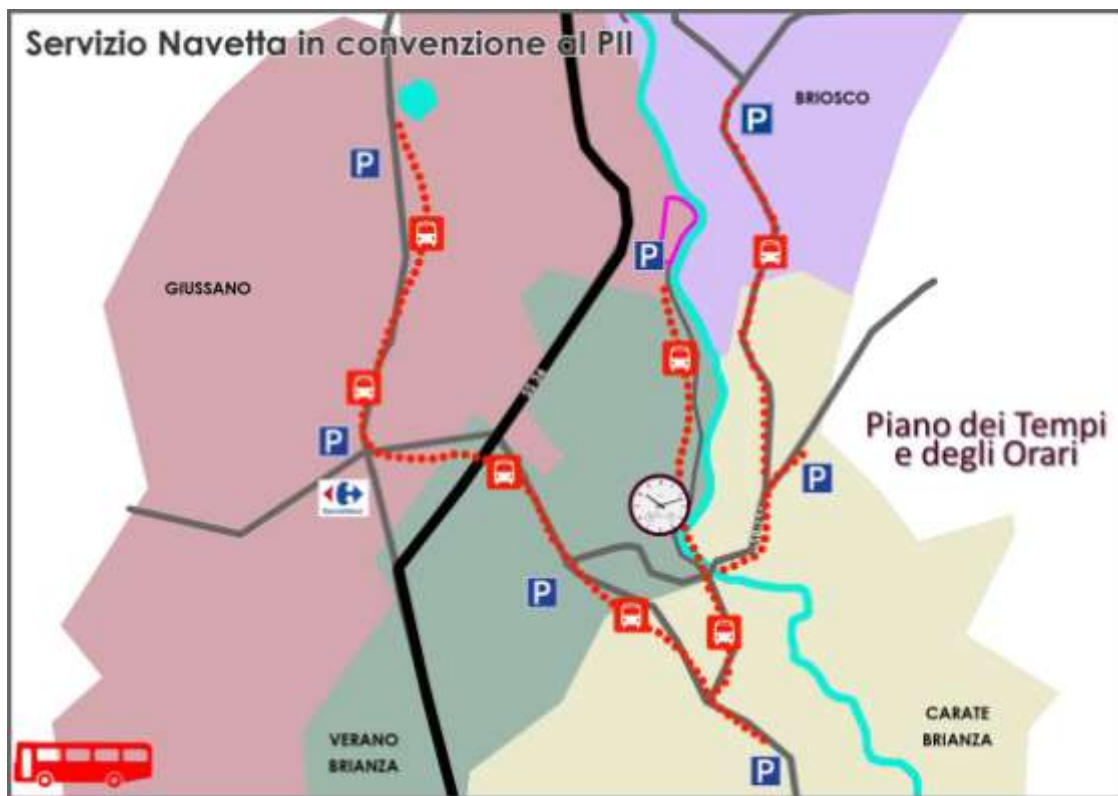 Servizio Navetta in convenzione al PII
BRIOSCO
P
P
P
GIUSSANO
P
P
Piano dei Tempi
e degli Orari
P
VERANO
BRIANZA
CARATE
BRIANZA
P